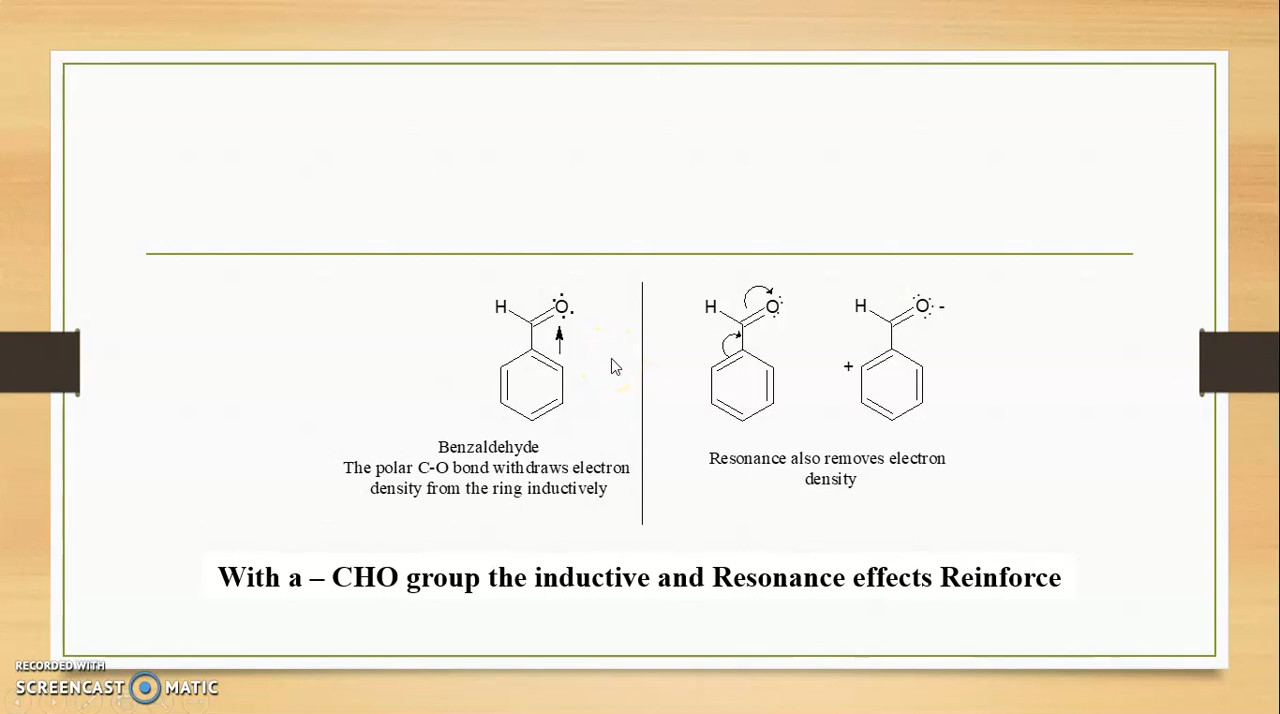 H O
H O
H O -
+
Benzaldehyde
The polar C-O bond withdraws electron
density from the ring inductively
Resonance also removes electron
density
With a – CHO group the inductive and Resonance effects Reinforce
RECORDED WITH
SCREENCAST MATIC